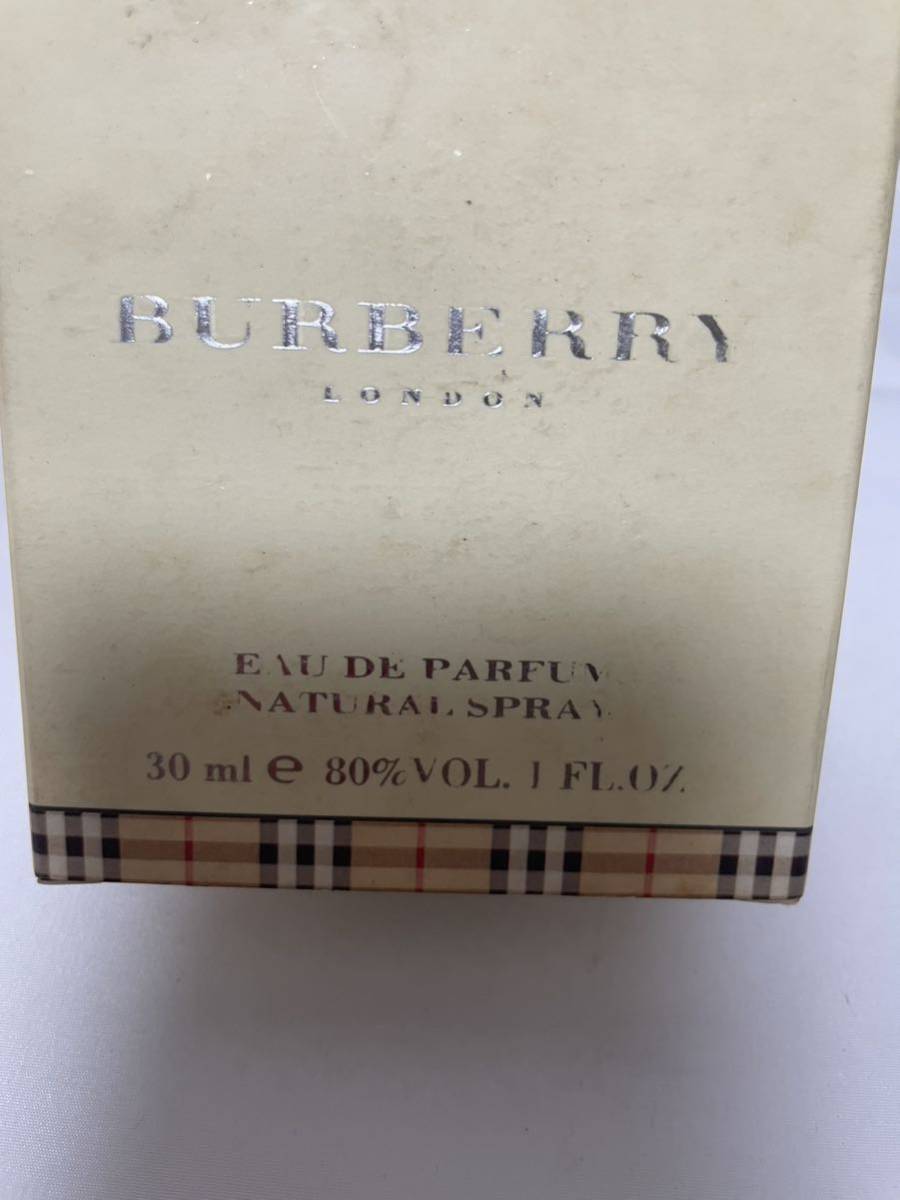 BURBERRY
LONDON
EAU DE PARFUM
NATURAL SPRAY
30 ml e 80% VOL. 1 FL.OZ.